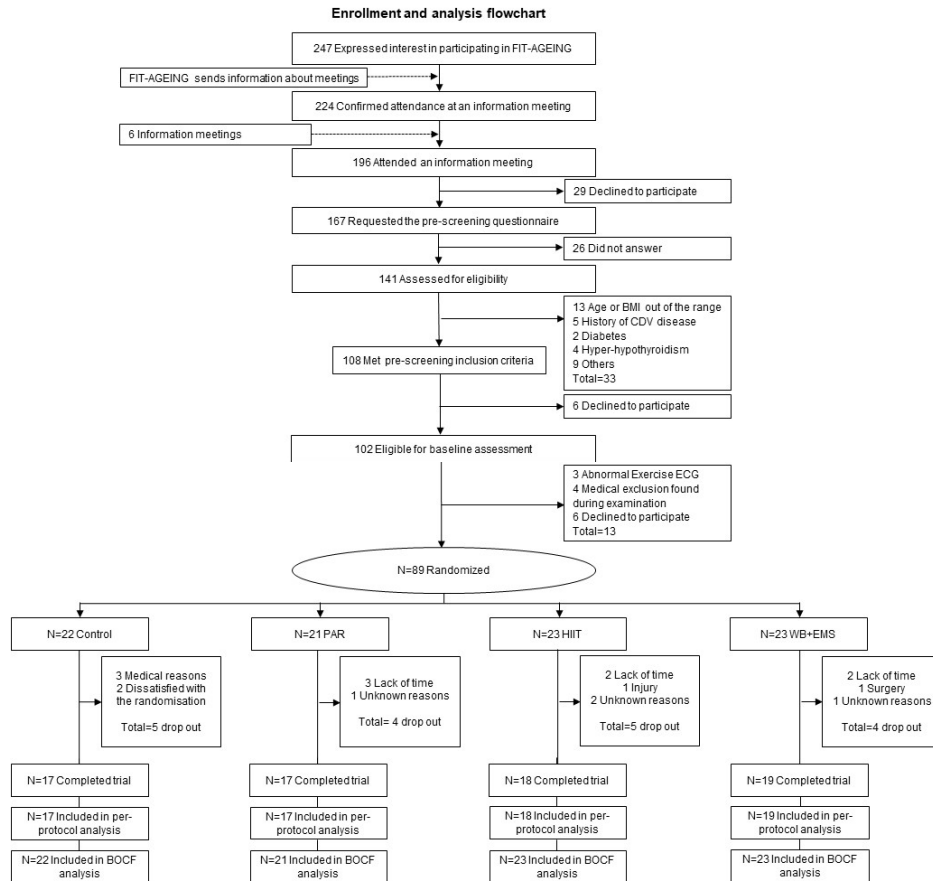 Enrollment and analysis flowchart
247 Expressed interest in participating in FIT-AGEING
FIT-AGEING sends information about meetings
224 Confirmed attendance at an information meeting
6 Information meetings
196 Attended an information meeting
29 Declined to participate
167 Requested the pre-screening questionnaire
26 Did not answer
141 Assessed for eligibility
13 Age or BMI out of the range
5 History of CDV disease
2 Diabetes
4 Hyper-hypothyroidism
9 Others
Total=33
108 Met pre-screening inclusion criteria
6 Declined to participate
102 Eligible for baseline assessment
3 Abnormal Exercise ECG
4 Medical exclusion found
during examination
6 Declined to participate
Total=13
N=89 Randomized
N=22 Control
N=21 PAR
N=23 HIIT
N=23 WB+EMS
3 Medical reasons
2 Dissatisfied with
the randomisation
Total=5 drop out
3 Lack of time
1 Unknown reasons
Total= 4 drop out
2 Lack of time
1 Injury
2 Unknown reasons
Total=5 drop out
2 Lack of time
1 Surgery
1 Unknown reasons
Total=4 drop out
N=17 Completed trial
N=17 Completed trial
N=18 Completed trial
N=19 Completed trial
N=17 Included in per-
protocol analysis
N=17 Included in per-
protocol analysis
N=18 Included in per-
protocol analysis
N=19 Included in per-
protocol analysis
N=22 Included in BOCF
analysis
N=21 Included in BOCF
analysis
N=23 Included in BOCF
analysis
N=23 Included in BOCF
analysis